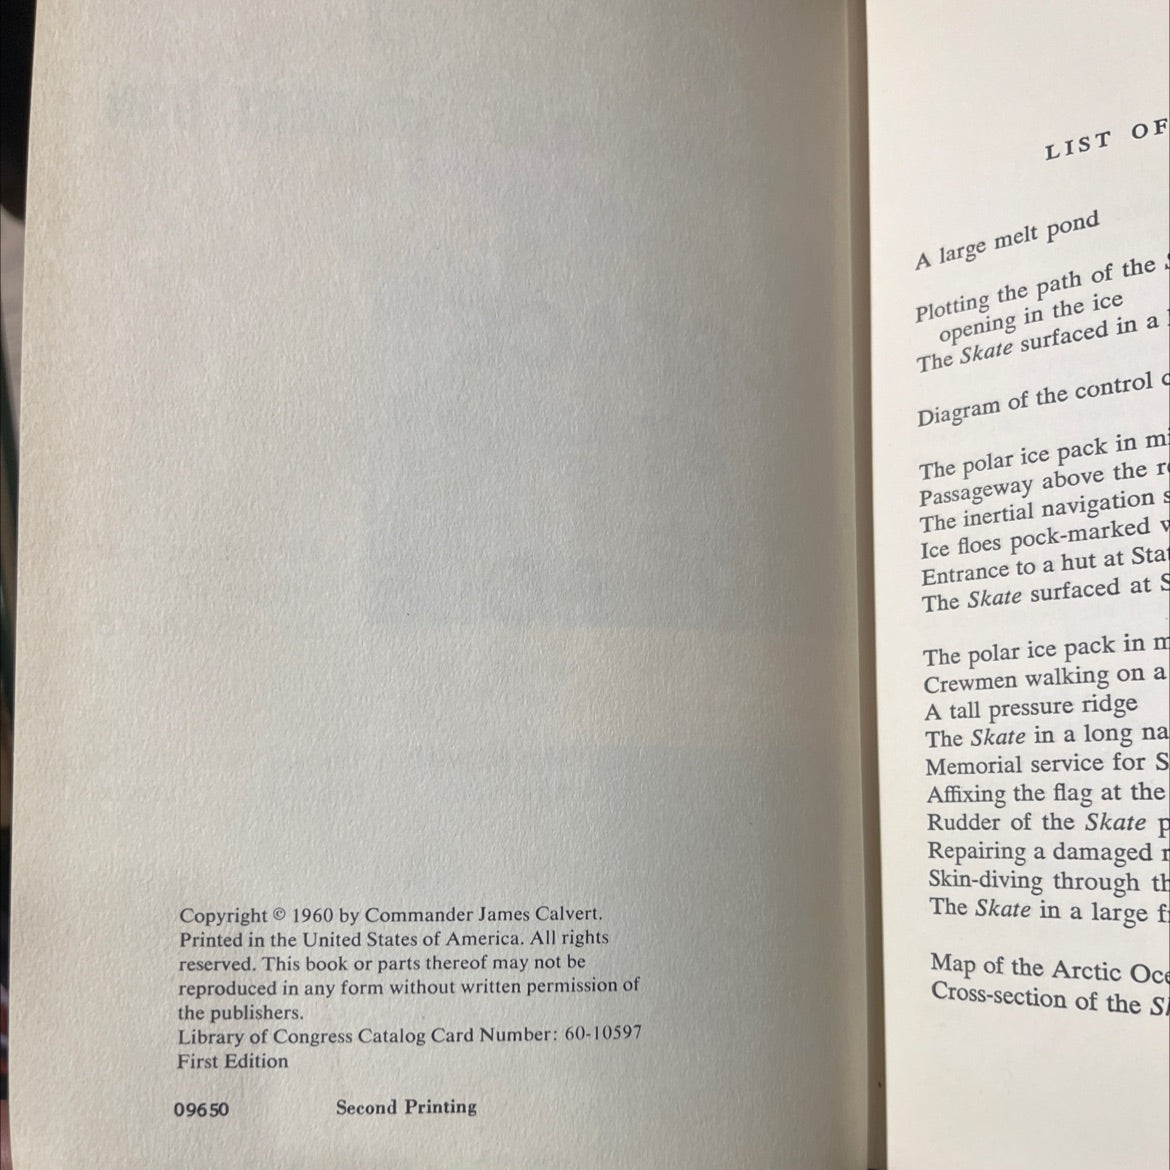 Copyright © 1960 by Commander James Calvert.
Printed in the United States of America. All rights
reserved. This book or parts thereof may not be
reproduced in any form without written permission of
the publishers.
Library of Congress Catalog Card Number: 60-10597
First Edition
09650 Second Printing
LIST OF
A large melt pond
Plotting the path of the
opening in the ice
The Skate surfaced in a
Diagram of the control
The polar ice pack in
Passageway above the
The inertial navigation
Ice floes pock-marked
Entrance to a hut at
The Skate surfaced at
The polar ice pack in
Crewmen walking on a
A tall pressure ridge
The Skate in a long
Memorial service for
Affixing the flag at the
Rudder of the Skate
Repairing a damaged
Skin-diving through
The Skate in a large
Map of the Arctic
Cross-section of the